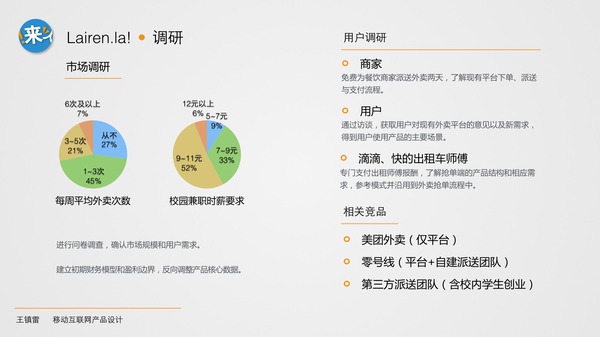 来
Lairen.la! • 调研
市场调研
6次及以上
7%
从不
27%
3~5次
21%
1~3次
45%
每周平均外卖次数
12元以上
6%
5~7元
9%
7~9元
33%
9~11元
52%
校园兼职时薪要求
进行问卷调查，确认市场规模和用户需求。
建立初期财务模型和盈利边界，反向调整产品核心数据。
用户调研
商家
免费为餐饮商家派送外卖两天，了解现有平台下单、派送
与支付流程。
用户
通过访谈，获取用户对现有外卖平台的意见以及新需求，
得到用户使用产品的主要场景。
滴滴、快的出租车师傅
专门支付出租师傅报酬，了解抢单端的产品结构和相应需
求，参考模式并沿用到外卖抢单流程中。
相关竞品
美团外卖（仅平台）
零号线（平台+自建派送团队）
第三方派送团队（含校内学生创业）
王镇雷 移动互联网产品设计